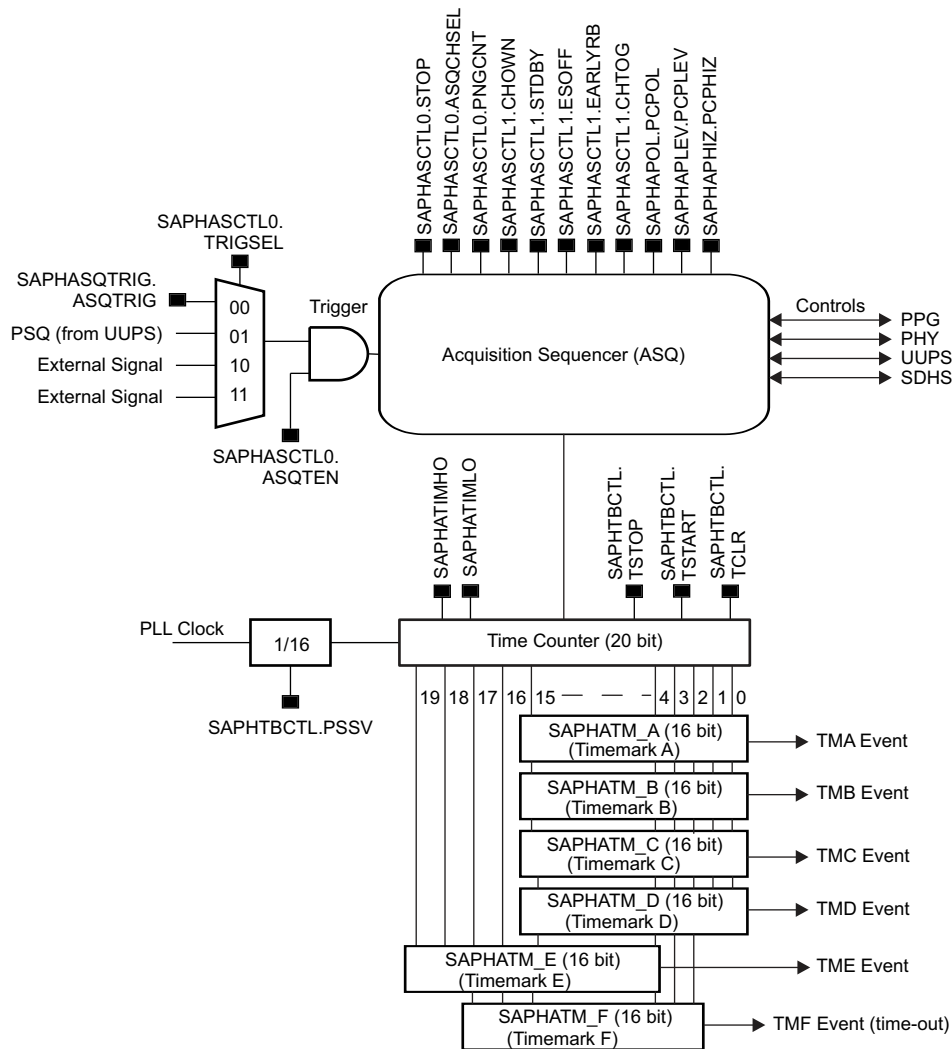 SAPHASCTL0.STOP
SAPHASCTL0.ASQCHSEL
SAPHASCTL0.PNGCNT
SAPHASCTL1.CHOWN
SAPHASCTL1.STDBY
SAPHASCTL1.ESOFF
SAPHASCTL1.EARLYRB
SAPHASCTL1.CHTOG
SAPHAPOL.PCPOL
SAPHAPLEV.PCPLEV
SAPHAPHIZ.PCPHIZ
SAPHASCTL0.
TRIGSEL
SAPHASQTRIG.
ASQTRIG
PSQ (from UUPS)
External Signal
External Signal
00
01
10
11
Trigger
SAPHASCTL0.
ASQTEN
Acquisition Sequencer (ASQ)
Controls
PPG
PHY
UUPS
SDHS
SAPHATIMHO
SAPHATIMLO
SAPHTBCTL.
TSTOP
SAPHTBCTL.
TSTART
SAPHTBCTL.
TCLR
PLL Clock
1/16
SAPHTBCTL.PSSV
Time Counter (20 bit)
19 18 17 16 15 — — - 4 3 2 1 0
SAPHATM_A (16 bit)
(Timemark A)
TMA Event
SAPHATM_B (16 bit)
(Timemark B)
TMB Event
SAPHATM_C (16 bit)
(Timemark C)
TMC Event
SAPHATM_D (16 bit)
(Timemark D)
TMD Event
SAPHATM_E (16 bit)
(Timemark E)
TME Event
SAPHATM_F (16 bit)
(Timemark F)
TMF Event (time-out)